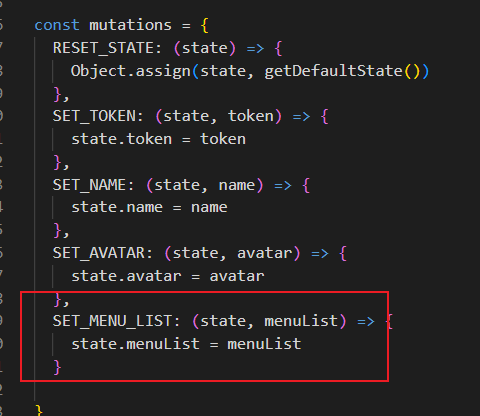 const mutations = {
  RESET_STATE: (state) => {
    Object.assign(state, getDefaultState())
  },
  SET_TOKEN: (state, token) => {
    state.token = token
  },
  SET_NAME: (state, name) => {
    state.name = name
  },
  SET_AVATAR: (state, avatar) => {
    state.avatar = avatar
  },
  SET_MENU_LIST: (state, menuList) => {
    state.menuList = menuList
  }
}